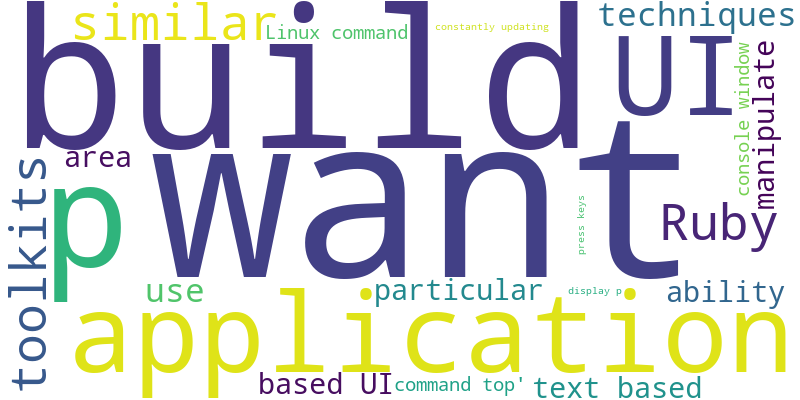 similar
Linux command
constantly updating
techniques
build
UI
console window
manipulate
area
want
toolkits
p
press keys
Ruby
use
particular
display p
ability
application
based UI
command top'
text based